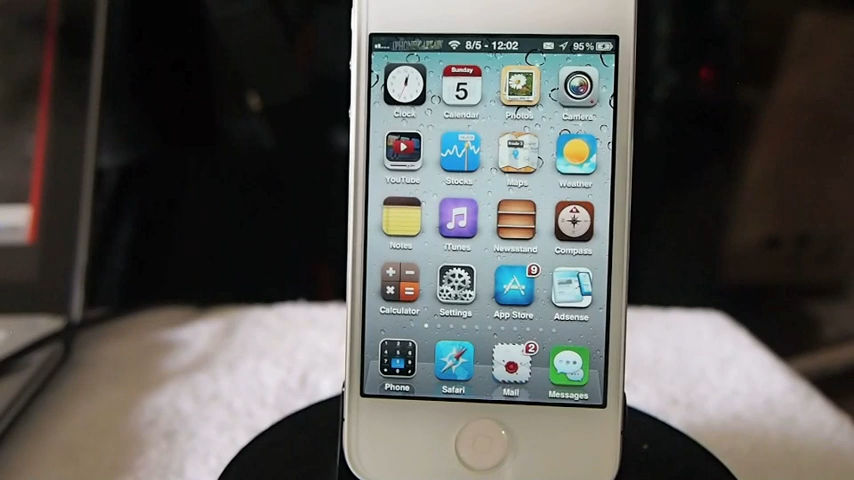 8/5 - 12:02 95%
Sunday
5
Clock Calendar Photos Camera
YouTube Stocks Maps Weather
Notes iTunes Newsstand Compass
9
Calculator Settings App Store Adsense
2
Phone Safari Mail Messages